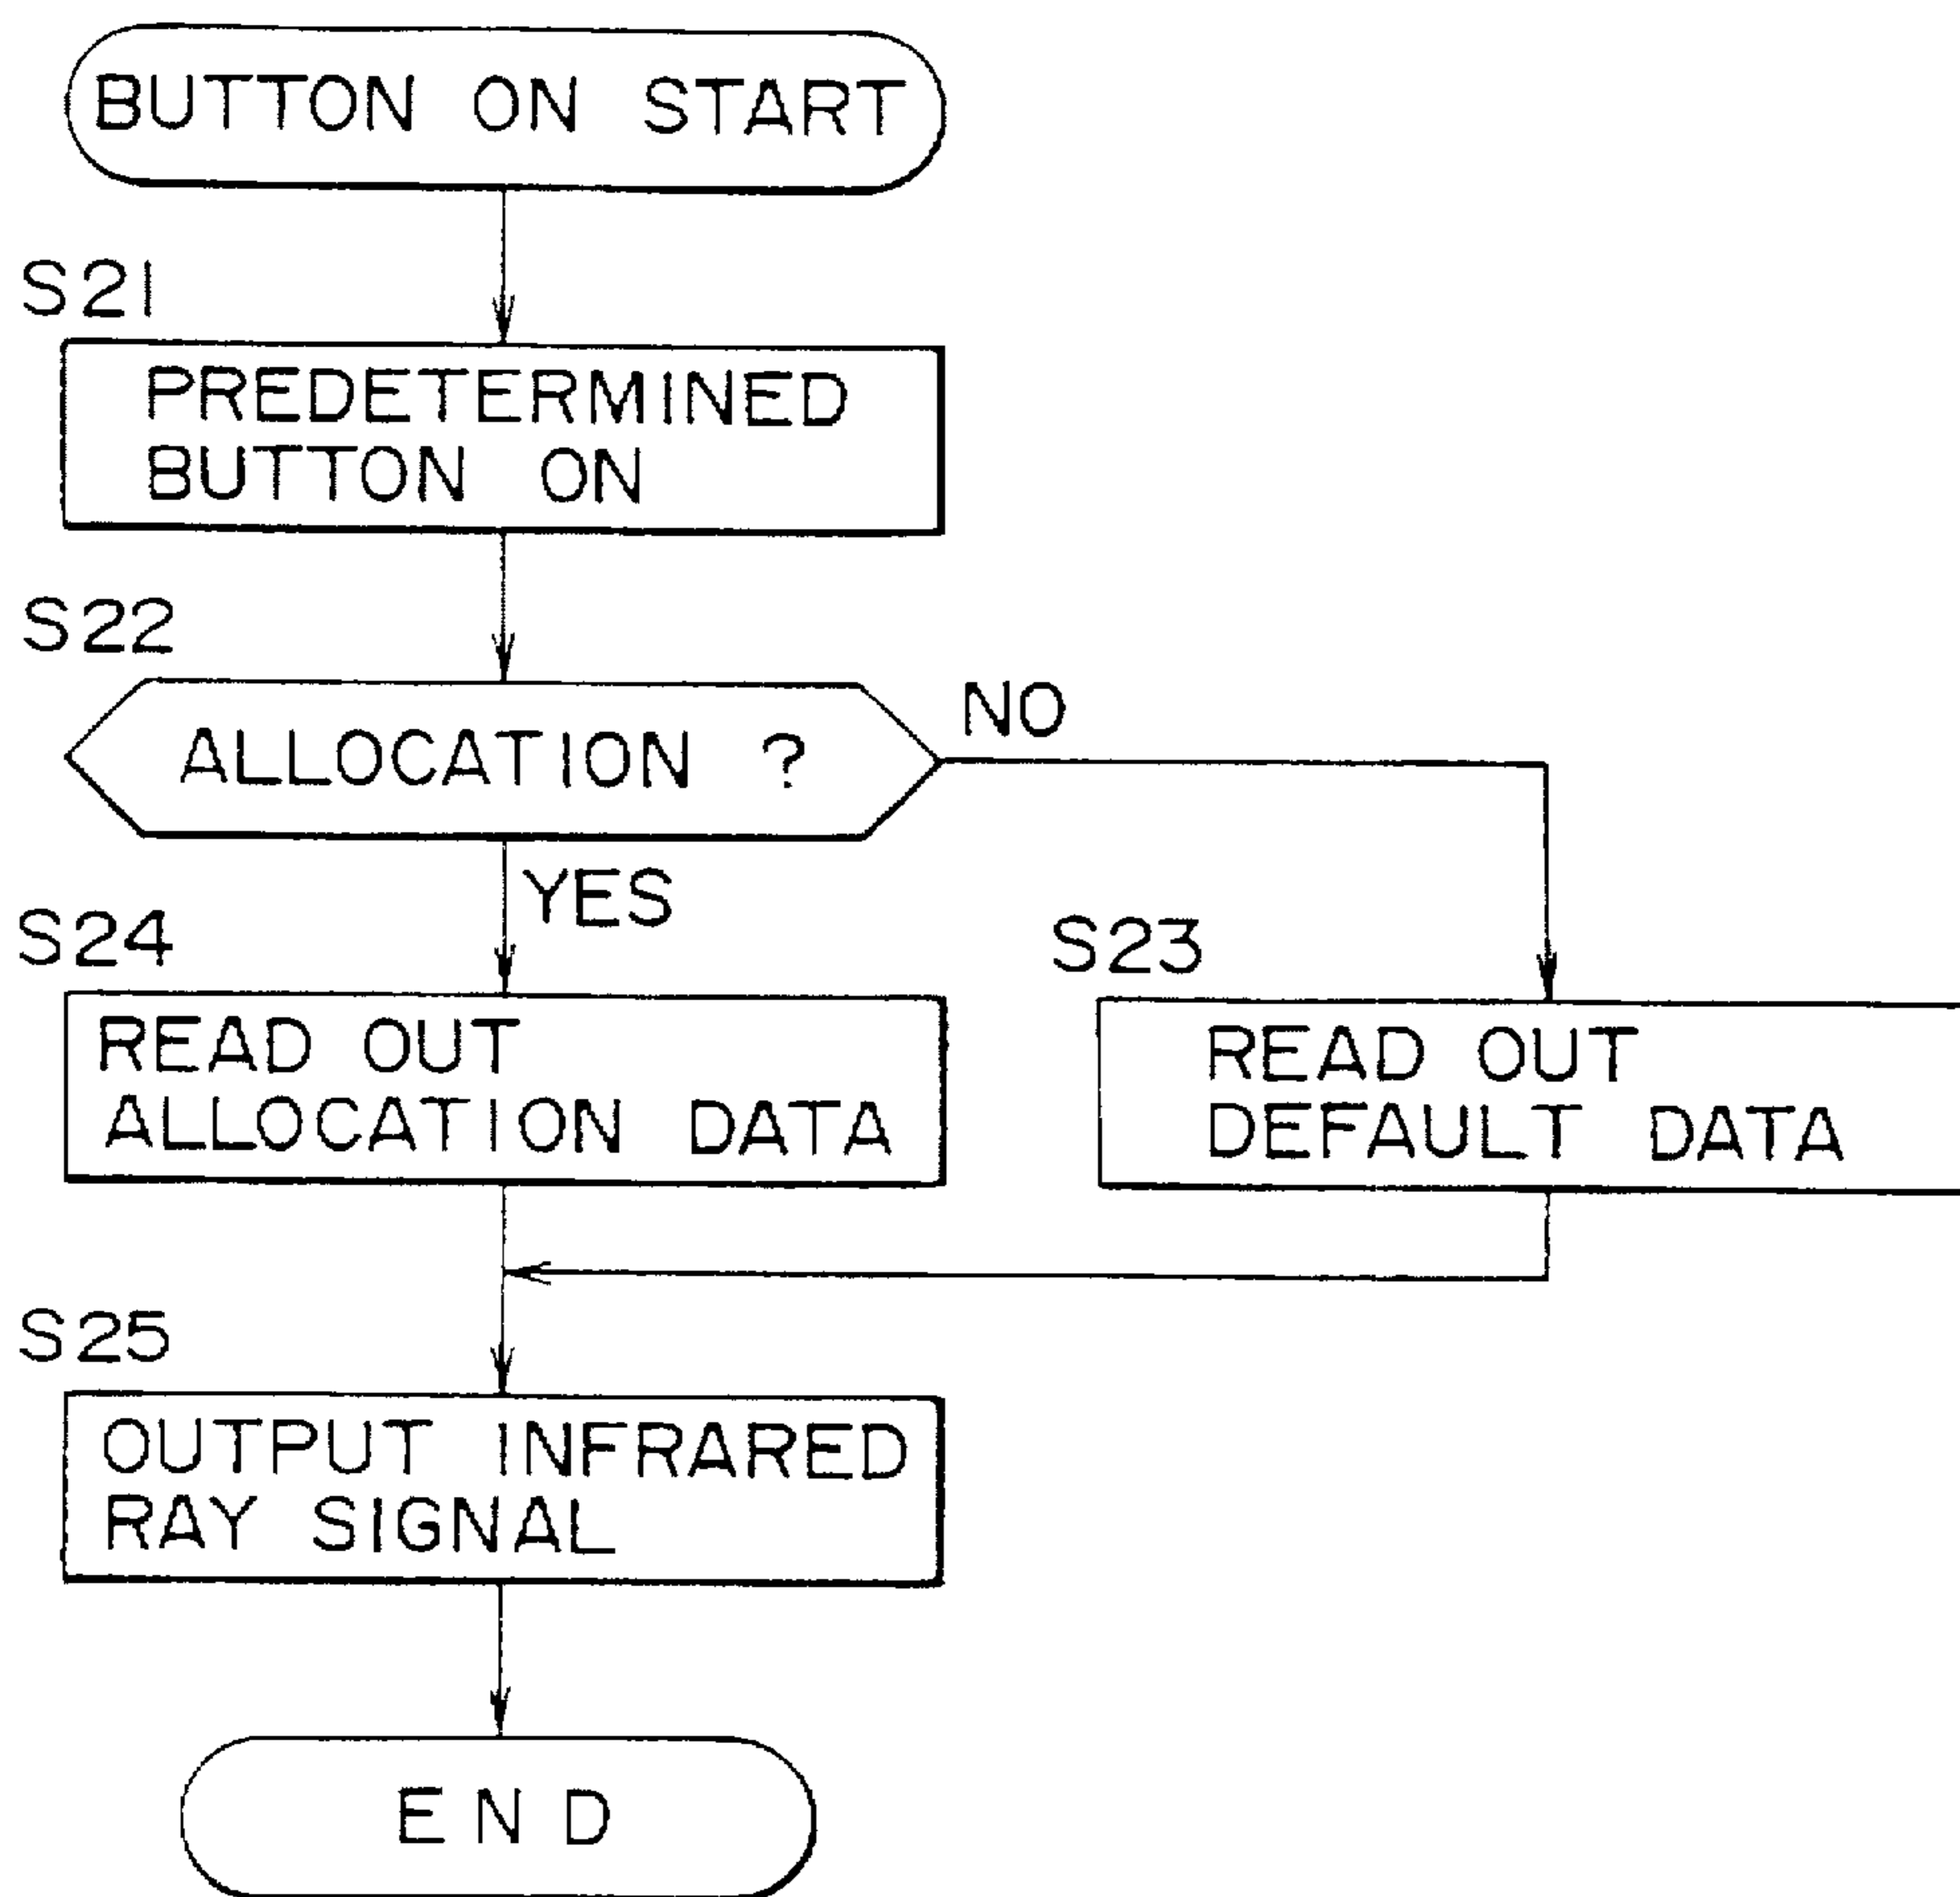 BUTTON ON START
S21
PREDETERMINED
BUTTON ON
S22
ALLOCATION ?
NO
YES
S24
READ OUT
ALLOCATION DATA
S23
READ OUT
DEFAULT DATA
S25
OUTPUT INFRARED
RAY SIGNAL
END